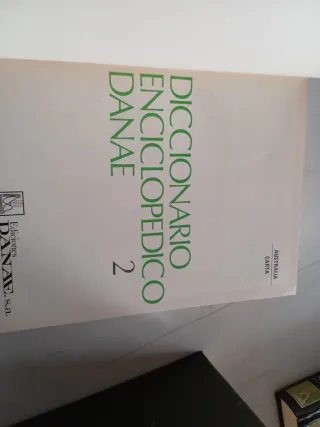 AUSTRALIA
CARTA
DICCIONARIO
ENCICLOPEDICO
DANAE
2
Ediciones
DANAE, s.a.